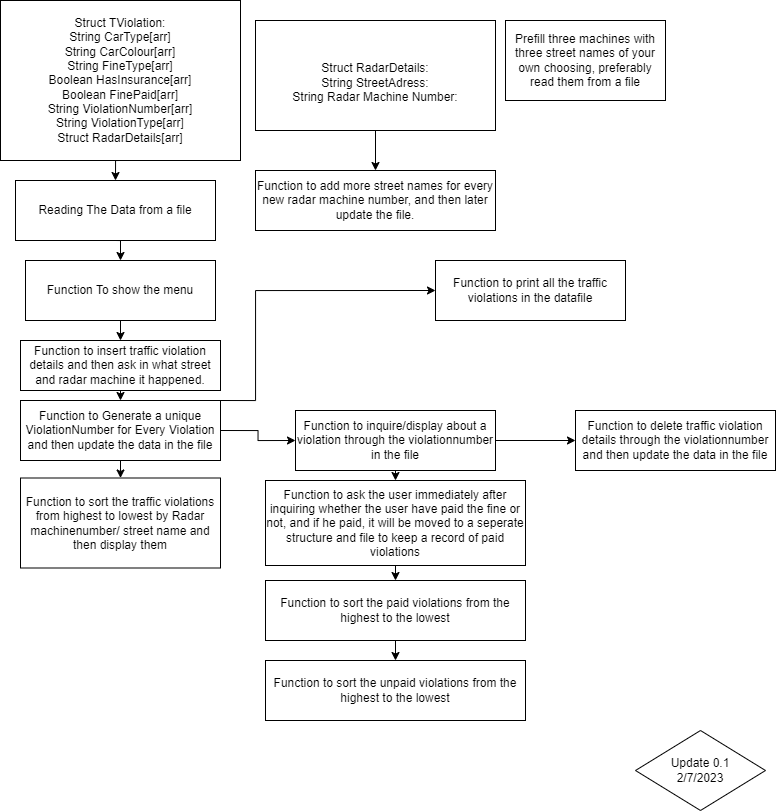 Struct TViolation:
String CarType[arr]
String CarColour[arr]
String FineType[arr]
Boolean HasInsurance[arr]
Boolean FinePaid[arr]
String ViolationNumber[arr]
String ViolationType[arr]
Struct RadarDetails[arr]
Struct RadarDetails:
String StreetAdress:
String Radar Machine Number:
Prefill three machines with
three street names of your
own choosing, preferably
read them from a file
Reading The Data from a file
Function to add more street names for every
new radar machine number, and then later
update the file.
Function To show the menu
Function to print all the traffic
violations in the datafile
Function to insert traffic violation
details and then ask in what street
and radar machine it happened.
Function to Generate a unique
ViolationNumber for Every Violation
and then update the data in the file
Function to inquire/display about a
violation through the violationnumber
in the file
Function to delete traffic violation
details through the violationnumber
and then update the data in the file
Function to sort the traffic violations
from highest to lowest by Radar
machinenumber/ street name and
then display them
Function to ask the user immediately after
inquiring whether the user have paid the fine or
not, and if he paid, it will be moved to a seperate
structure and file to keep a record of paid
violations
Function to sort the paid violations from the
highest to the lowest
Function to sort the unpaid violations from the
highest to the lowest
Update 0.1
2/7/2023